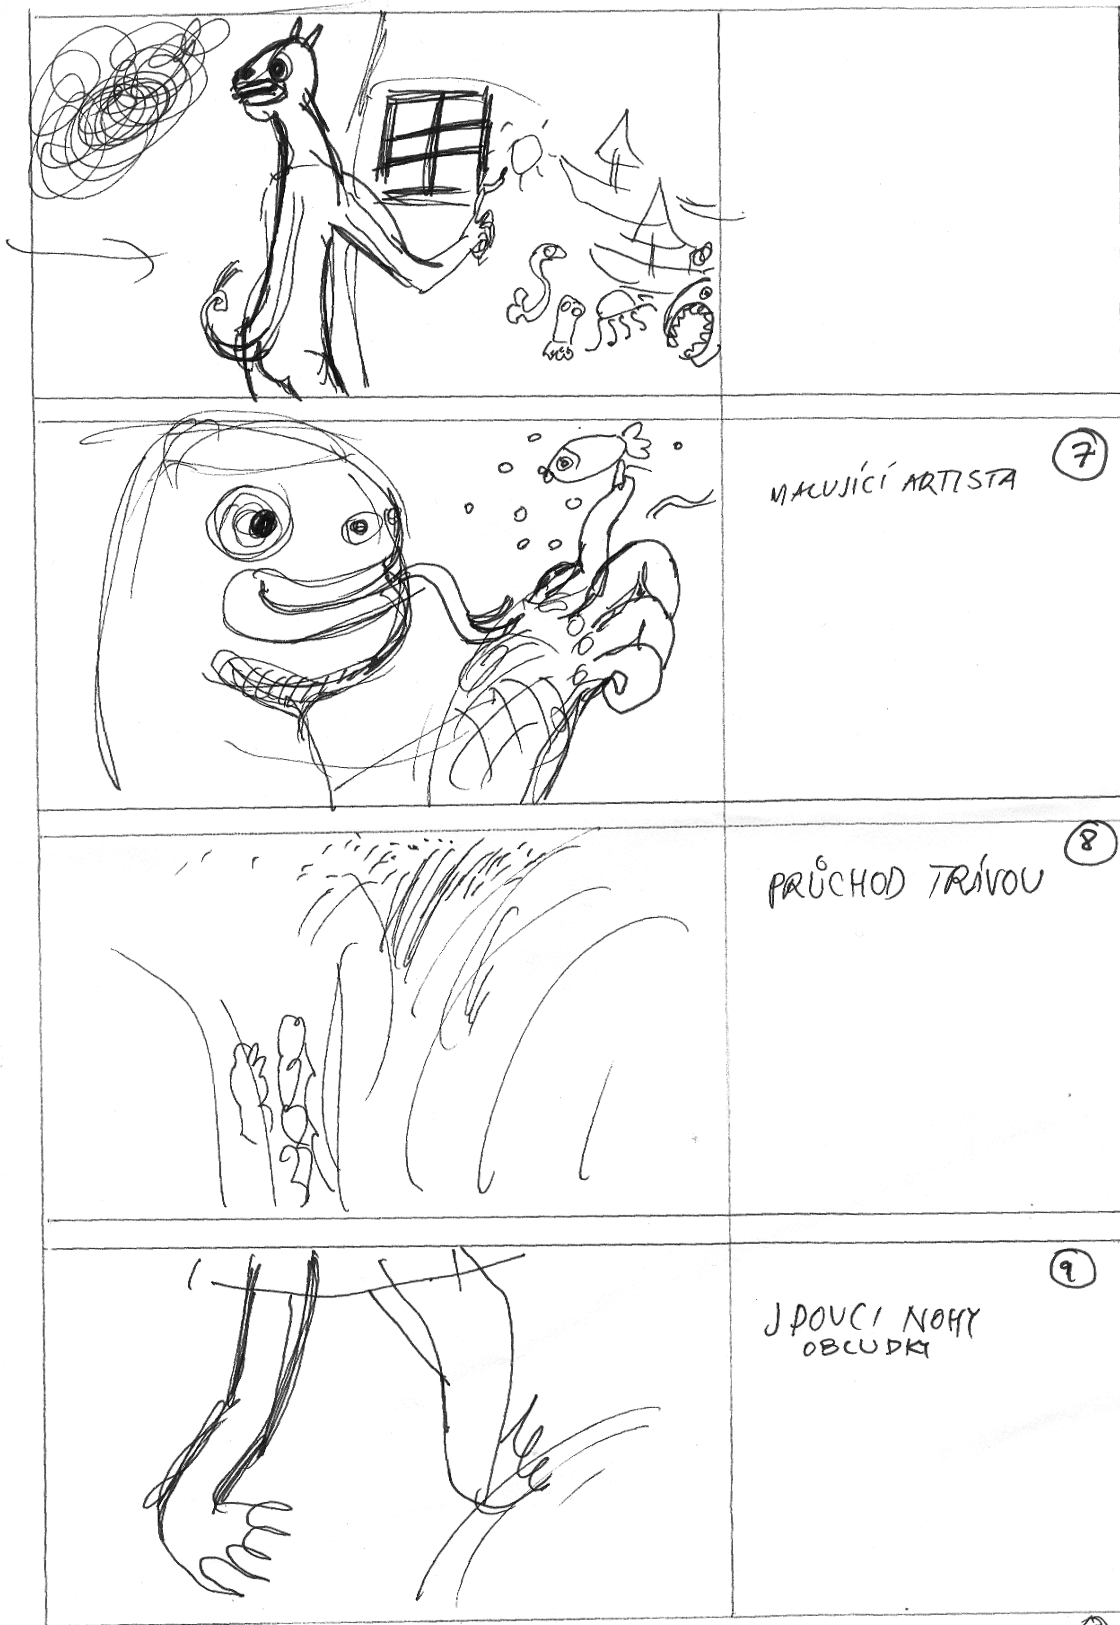 7
MALUJÍCÍ ARTISTA
8
PRŮCHOD TRÁVOU
9
JDOUCÍ NOHY
OBLUDKY